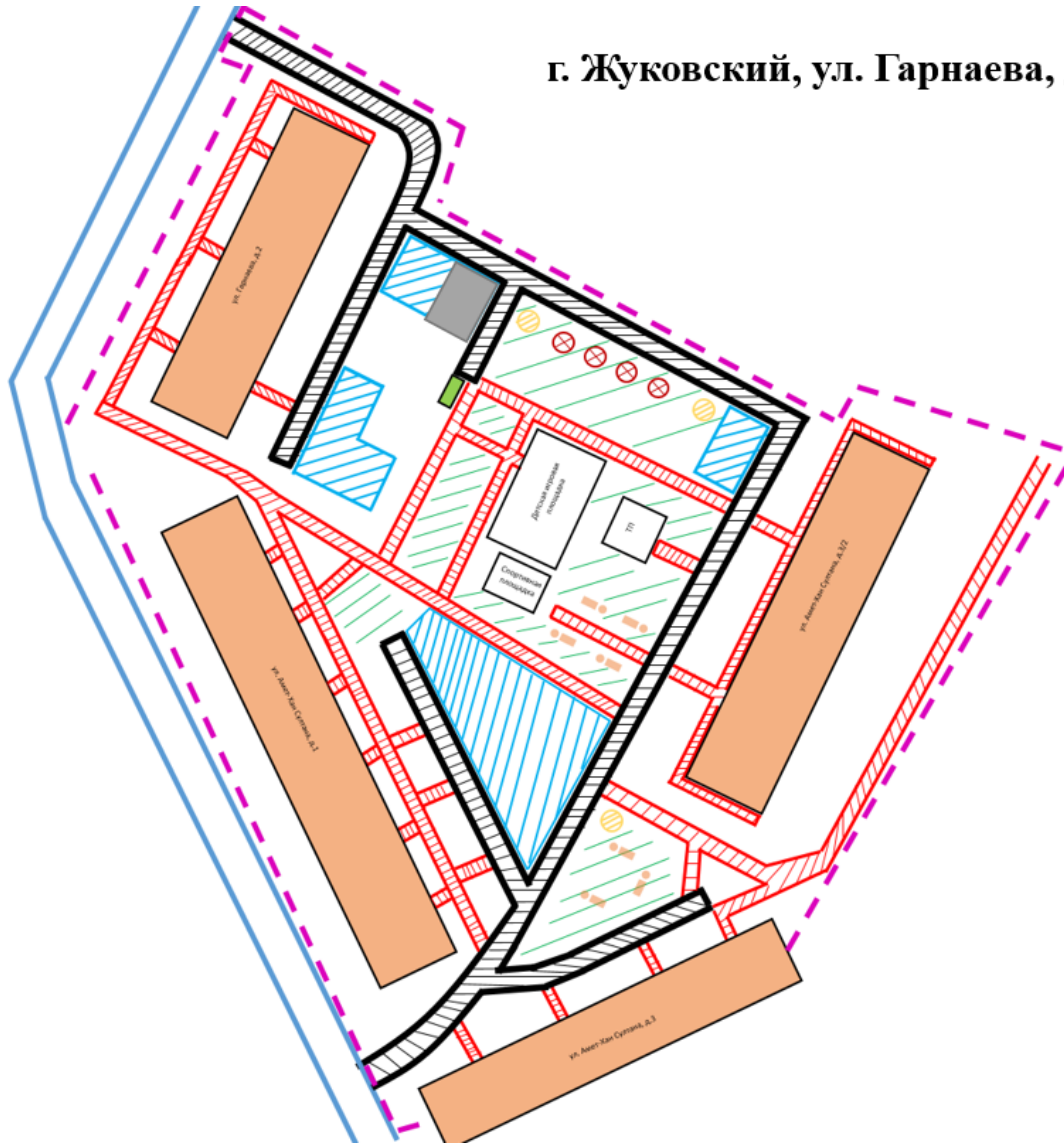 г. Жуковский, ул. Гарнаева,
ул. Гарнаева, д.2
Детская игровая
площадка
ТП
Спортивная
площадка
ул. Амет-Хан Султана, д.3/2
ул. Амет-Хан Султана, д.1
ул. Амет-Хан Султана, д.3